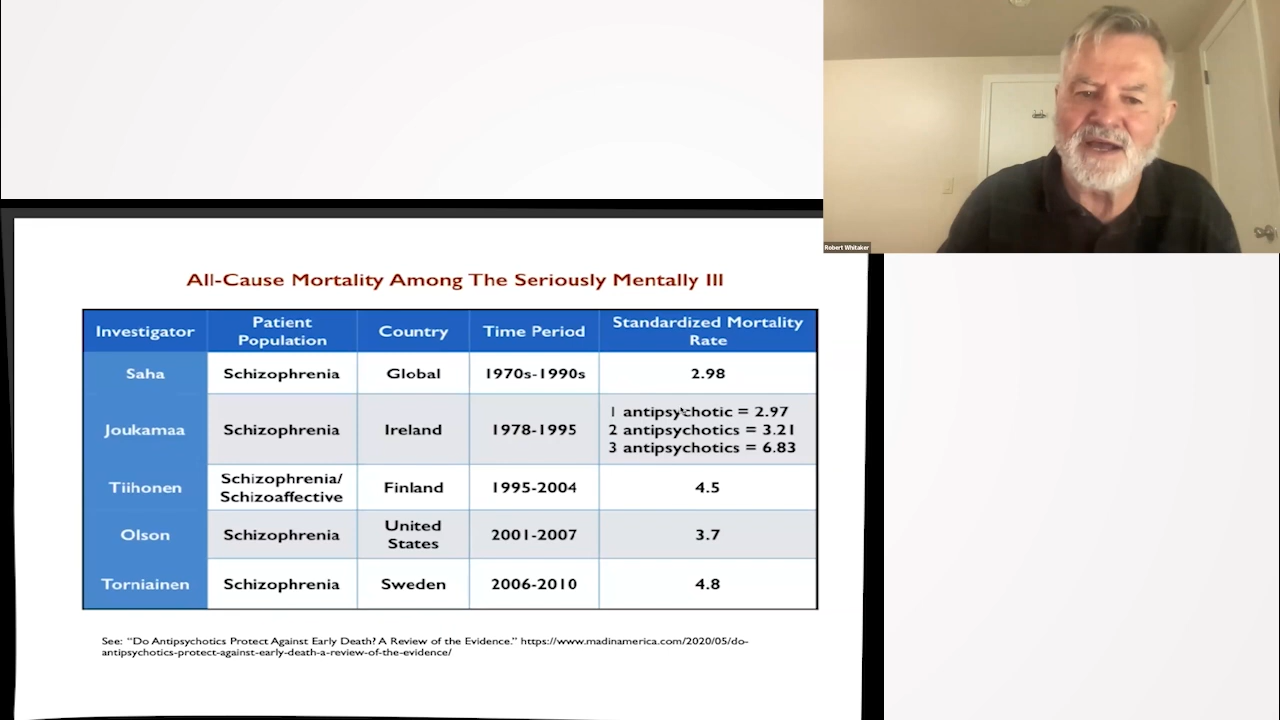 Robert Whitaker
All-Cause Mortality Among The Seriously Mentally Ill
Investigator
Patient
Population
Country
Time Period
Standardized Mortality
Rate
Saha
Schizophrenia
Global
1970s-1990s
2.98
Joukamaa
Schizophrenia
Ireland
1978-1995
1 antipsychotic = 2.97
2 antipsychotics = 3.21
3 antipsychotics = 6.83
Tiihonen
Schizophrenia/
Schizoaffective
Finland
1995-2004
4.5
Olson
Schizophrenia
United
States
2001-2007
3.7
Torniainen
Schizophrenia
Sweden
2006-2010
4.8
See: "Do Antipsychotics Protect Against Early Death? A Review of the Evidence." https://www.madinamerica.com/2020/05/do-
antipsychotics-protect-against-early-death-a-review-of-the-evidence/